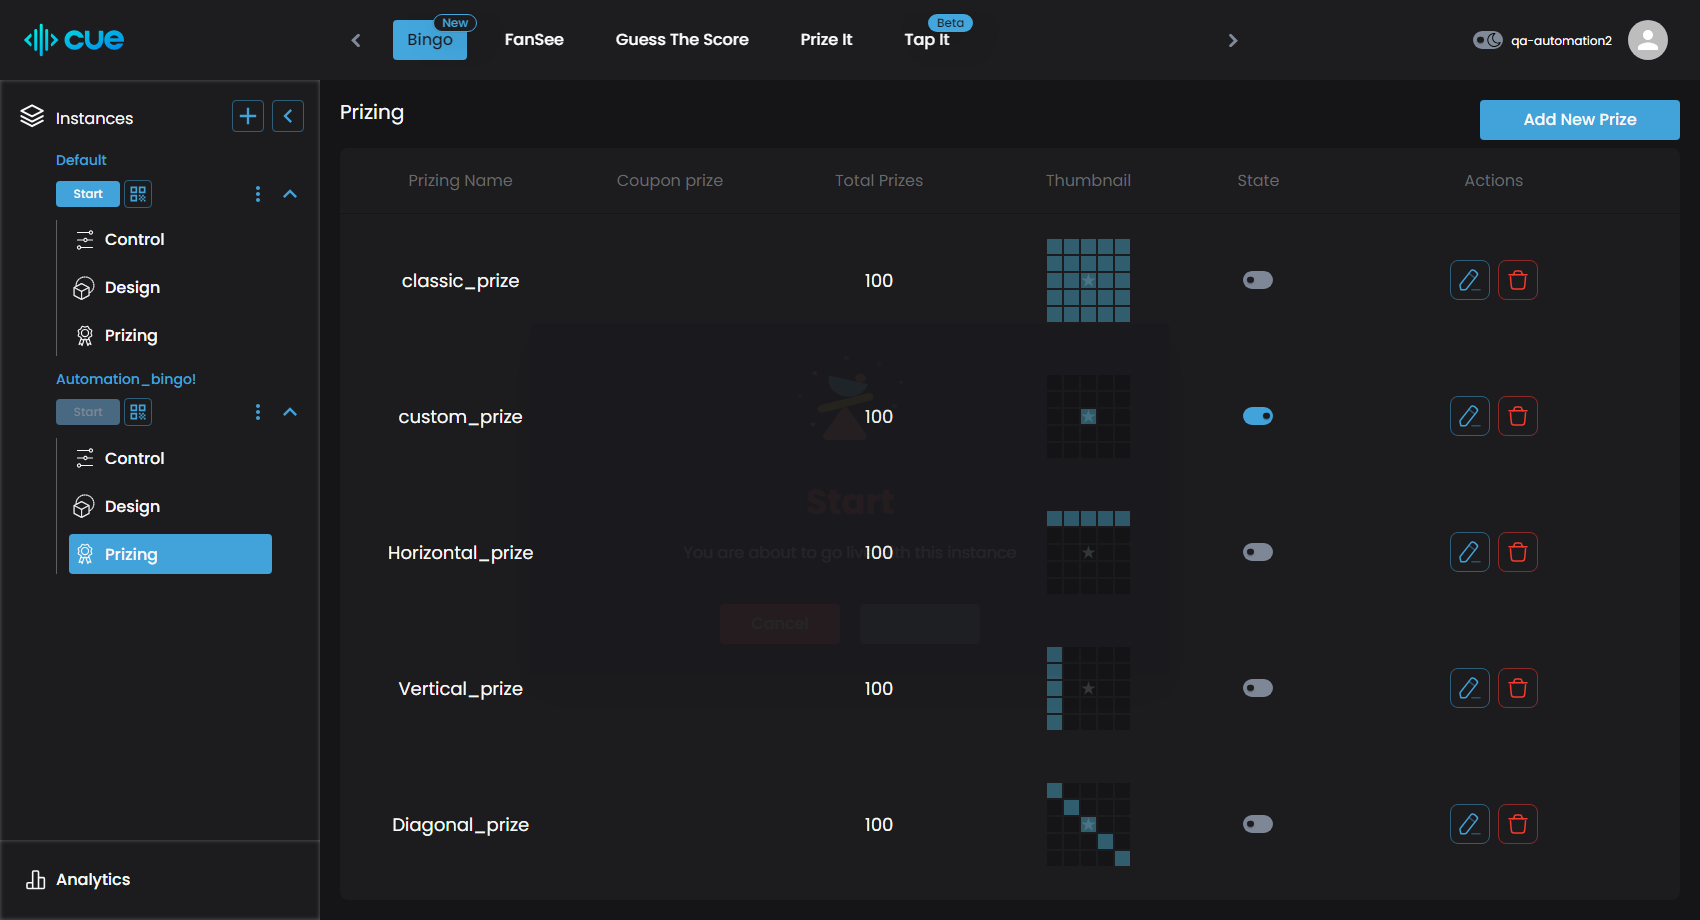 cue
Bingo
New
FanSee
Guess The Score
Prize It
Tap It
Beta
qa-automation2
Instances
Default
Start
Control
Design
Prizing
Automation_bingo!
Start
Control
Design
Prizing
Analytics
Prizing
Add New Prize
Prizing Name Coupon prize Total Prizes Thumbnail State Actions
classic_prize 100
custom_prize 100
Start
You are about to go live with this instance
Horizontal_prize 100
Cancel
Vertical_prize 100
Diagonal_prize 100